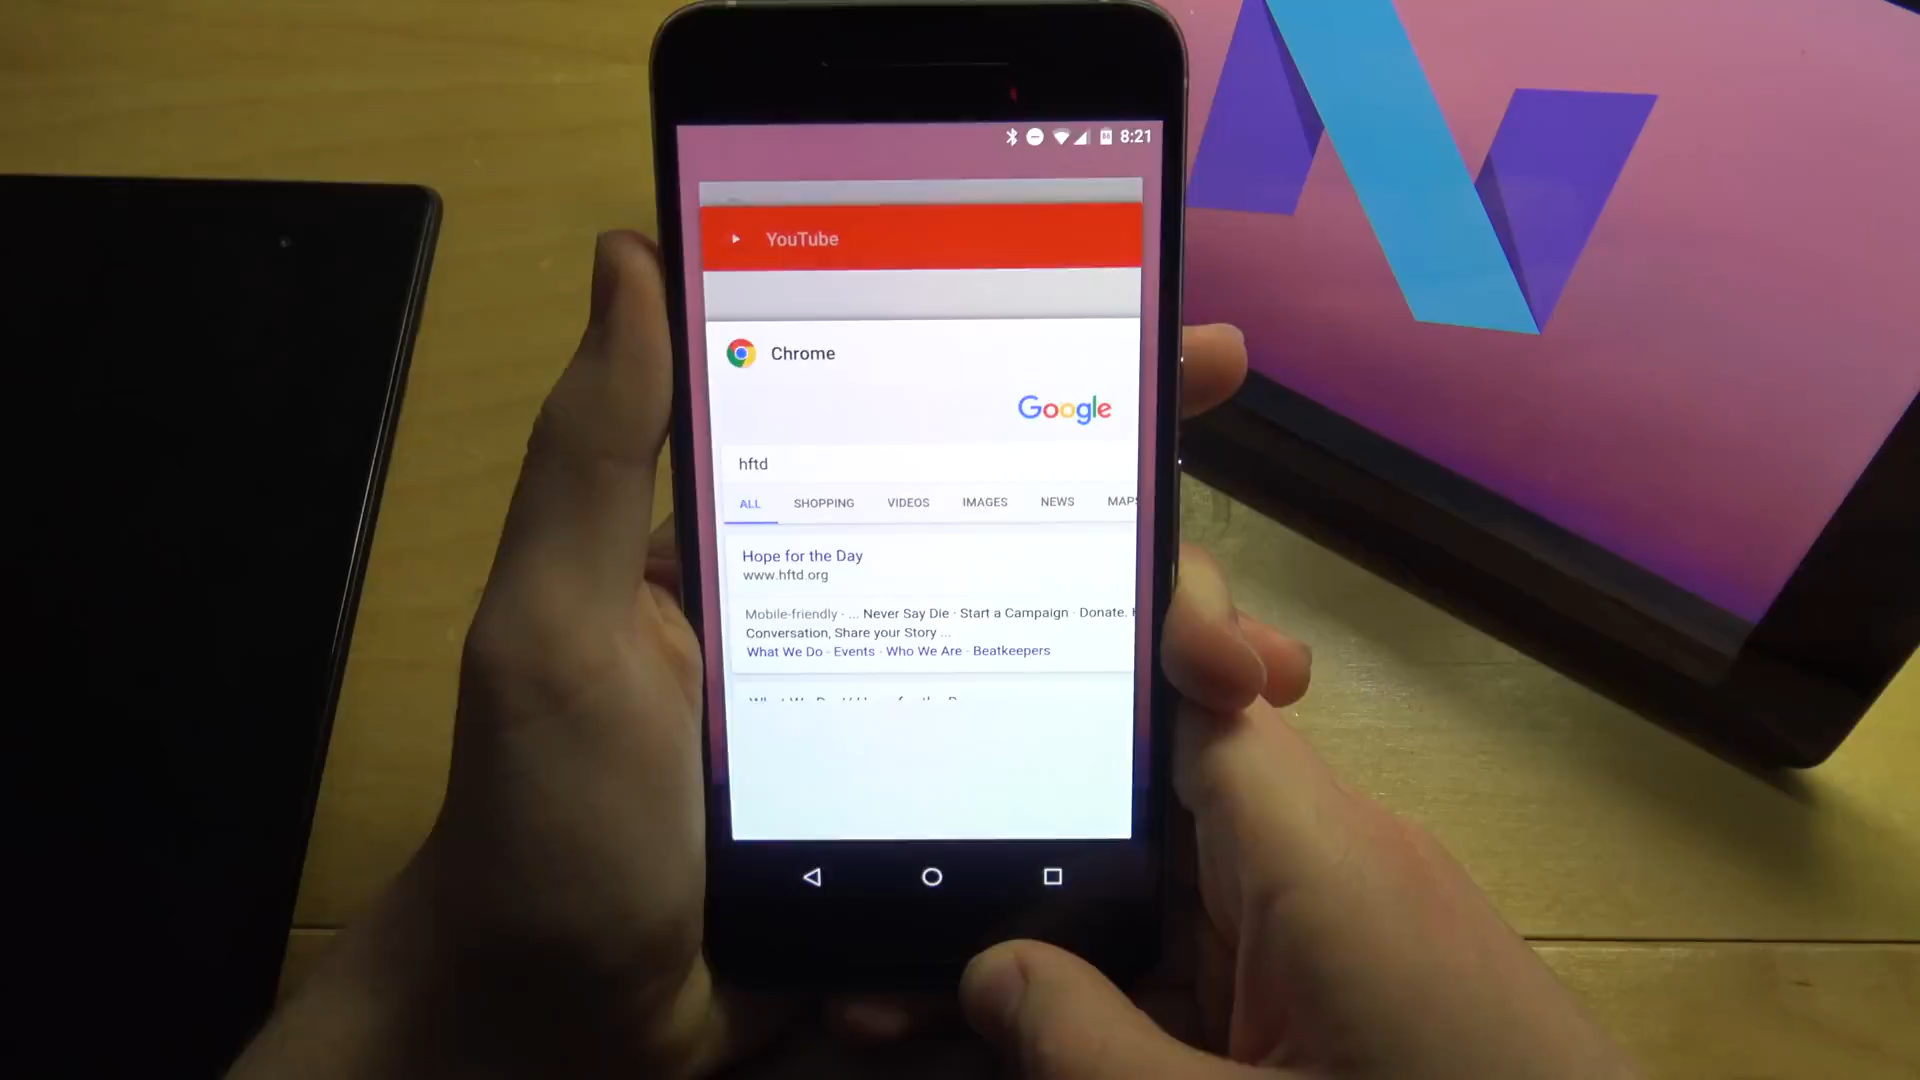 8:21
YouTube
Chrome
Google
hftd
ALL SHOPPING VIDEOS IMAGES NEWS MAPS
Hope for the Day
www.hftd.org
Mobile-friendly · ... Never Say Die · Start a Campaign · Donate.
Conversation, Share your Story ...
What We Do · Events · Who We Are · Beatkeepers